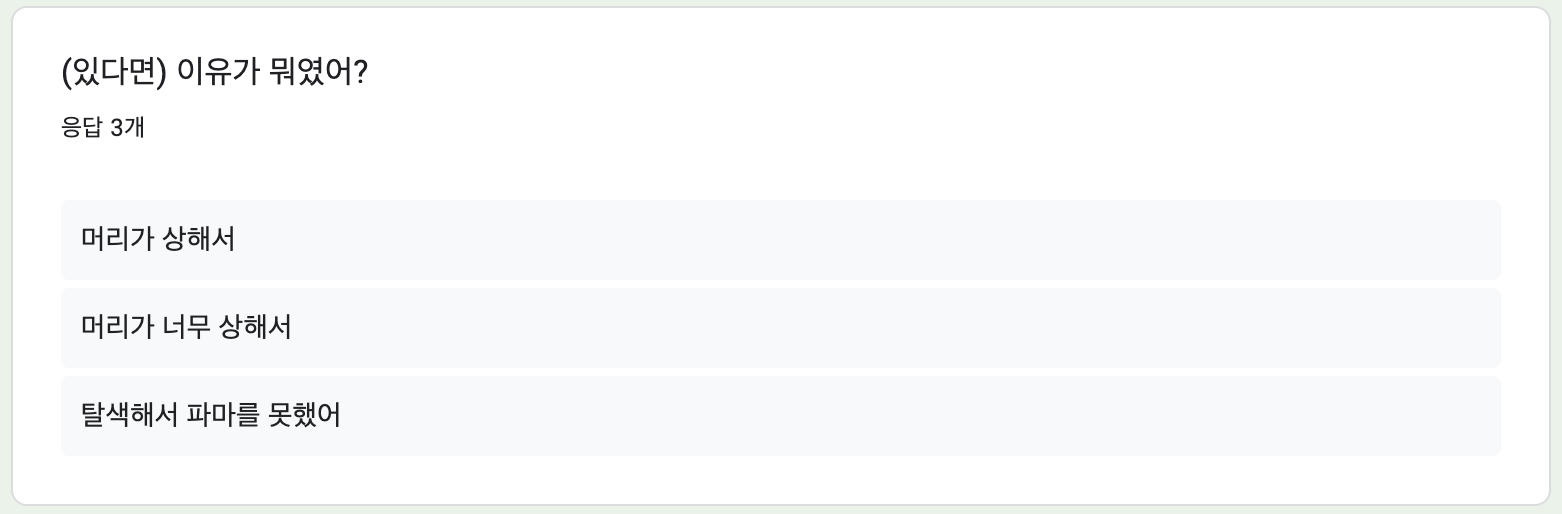 (있다면) 이유가 뭐였어?
응답 3개
머리가 상해서
머리가 너무 상해서
탈색해서 파마를 못했어